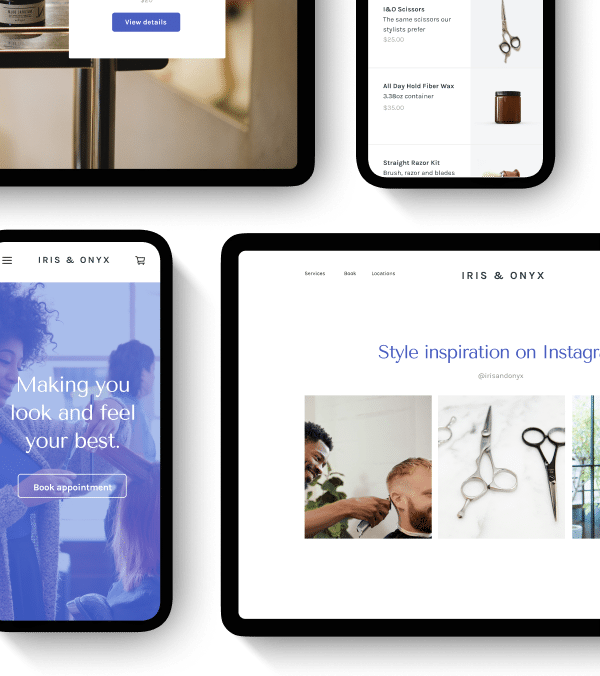 View details
I&O Scissors
The same scissors our
stylists prefer
$25.00
All Day Hold Fiber Wax
3.38oz container
$35.00
Straight Razor Kit
Brush, razor and blades
IRIS & ONYX
Making you
look and feel
your best.
Book appointment
Services Book Locations
IRIS & ONYX
Style inspiration on Instagra
@irisandonyx